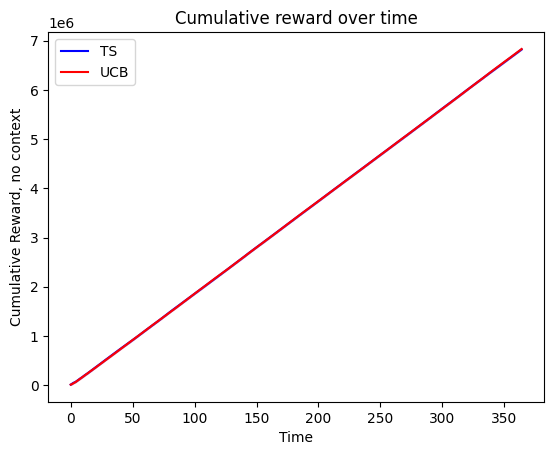 Cumulative reward over time
1e6
TS
UCB
Cumulative Reward, no context
7
6
5
4
3
2
1
0
0 50 100 150 200 250 300 350
Time